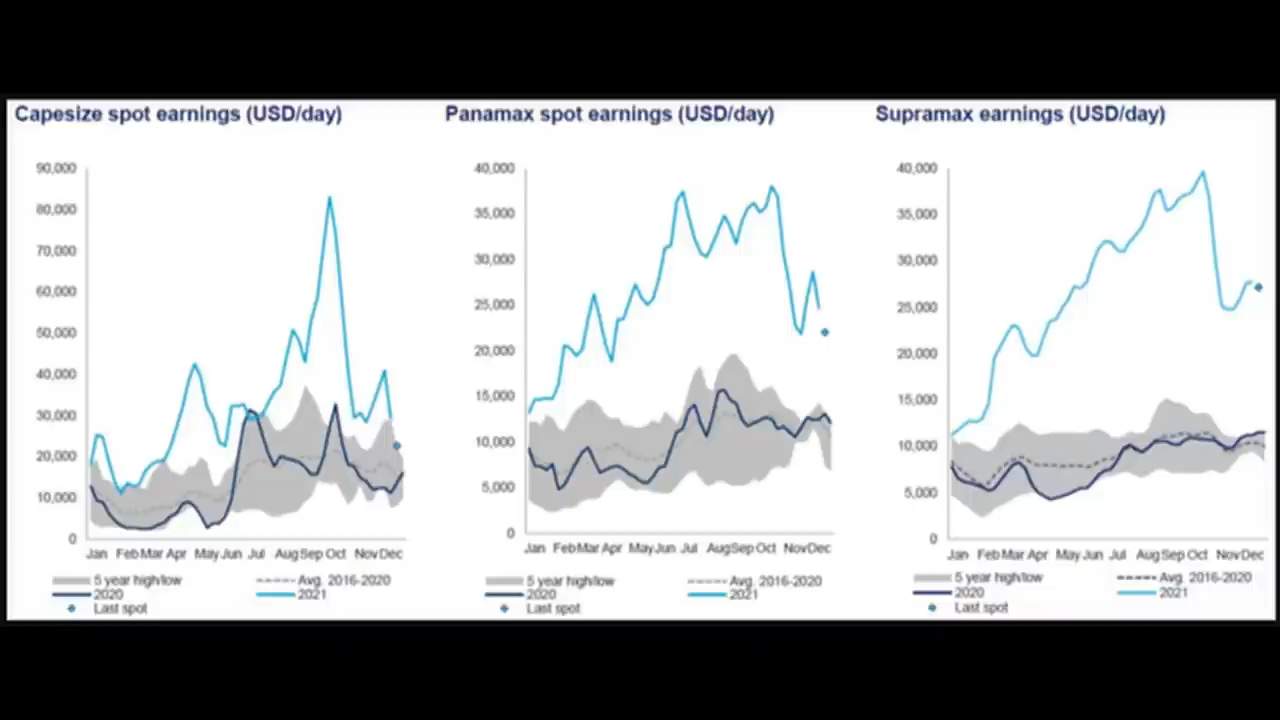 Capesize spot earnings (USD/day)
90,000
80,000
70,000
60,000
50,000
40,000
30,000
20,000
10,000
0
Jan Feb Mar Apr May Jun Jul Aug Sep Oct Nov Dec
5 year high/low Avg. 2016-2020
2020 2021
Last spot
Panamax spot earnings (USD/day)
40,000
35,000
30,000
25,000
20,000
15,000
10,000
5,000
0
Jan Feb Mar Apr May Jun Jul Aug Sep Oct Nov Dec
5 year high/low Avg. 2016-2020
2020 2021
Last spot
Supramax earnings (USD/day)
40,000
35,000
30,000
25,000
20,000
15,000
10,000
5,000
0
Jan Feb Mar Apr May Jun Jul Aug Sep Oct Nov Dec
5 year high/low Avg. 2016-2020
2020 2021
Last spot